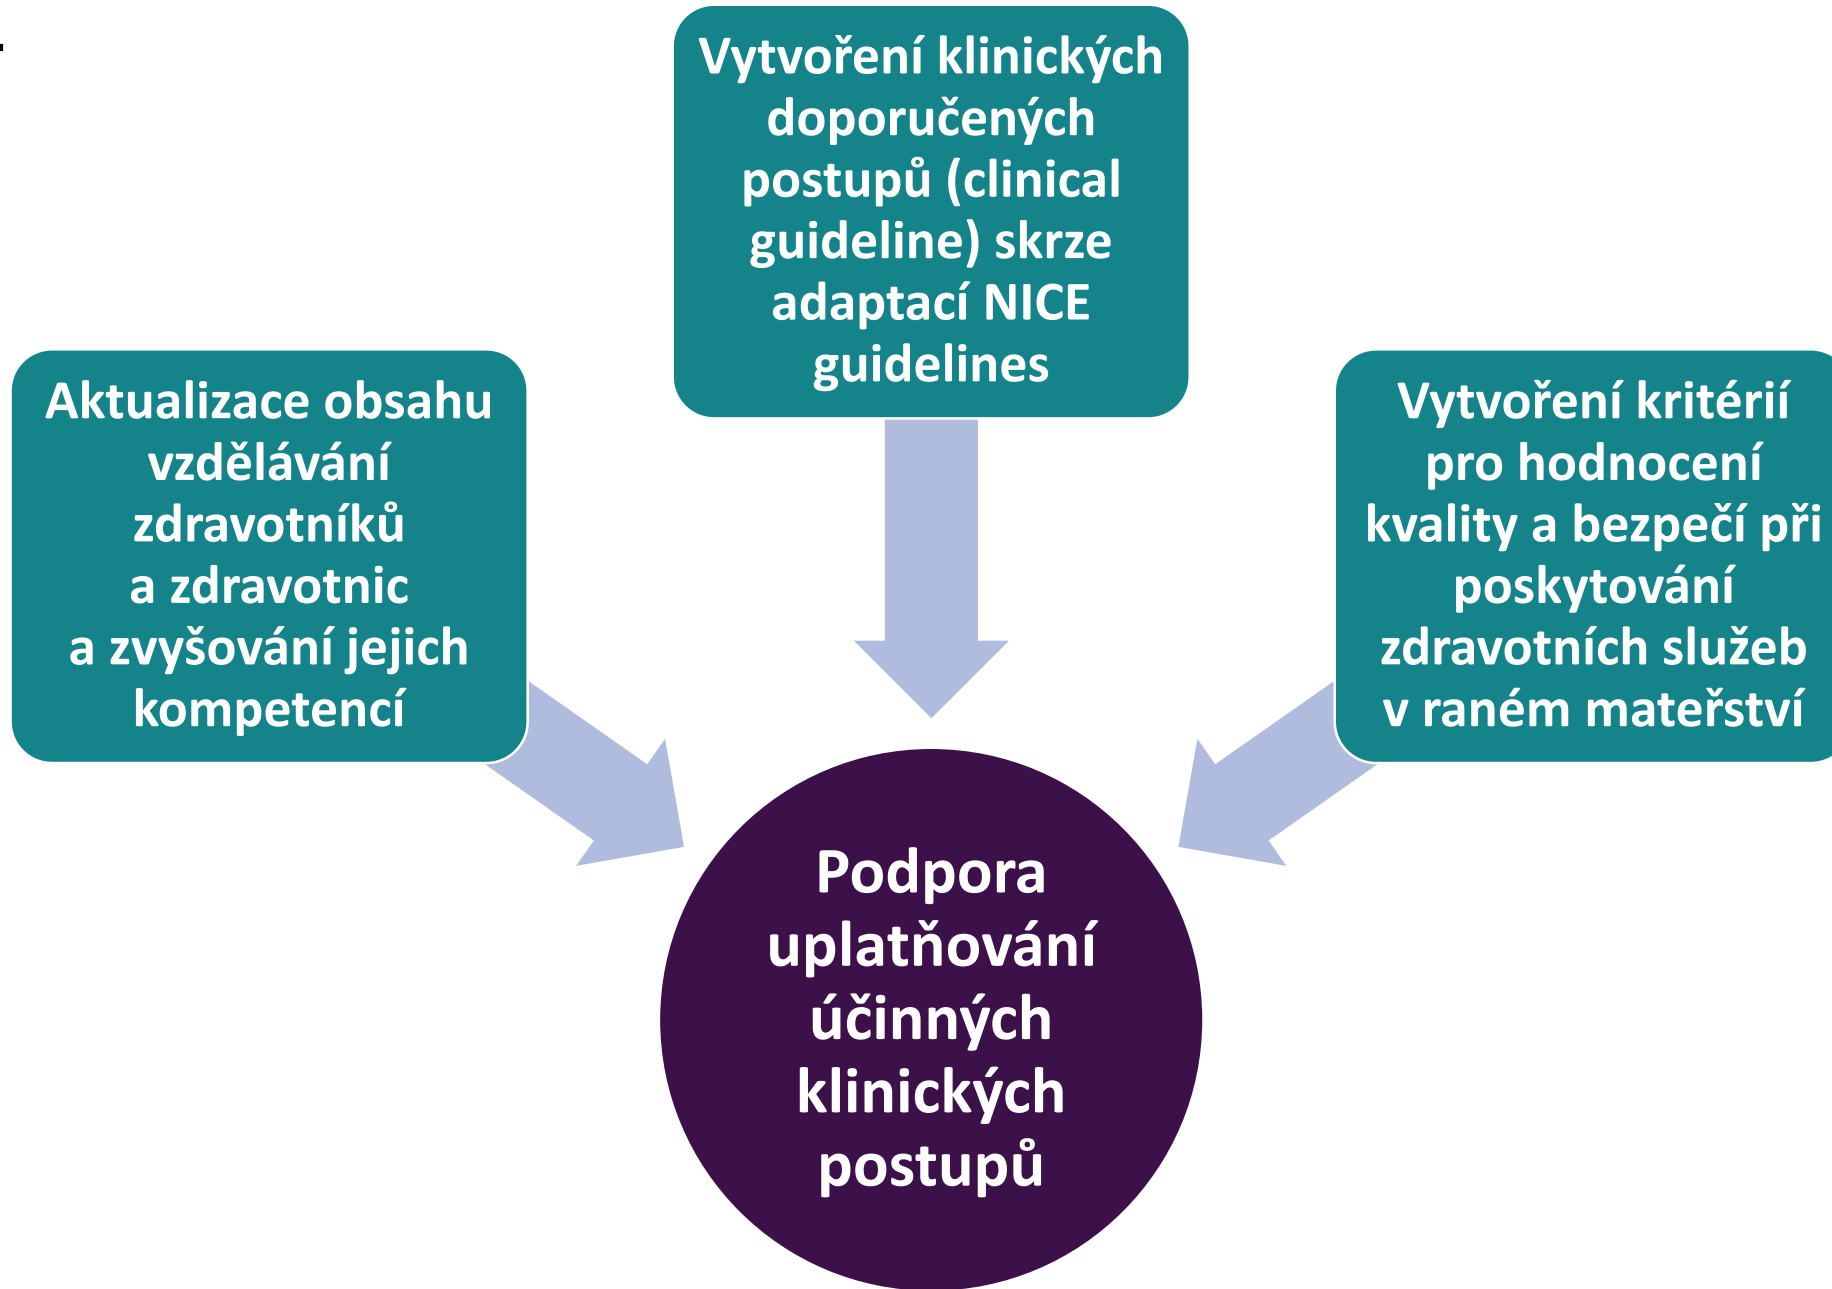 Vytvoření klinických
doporučených
postupů (clinical
guideline) skrze
adaptací NICE
guidelines
Aktualizace obsahu
vzdělávání
zdravotníků
a zdravotnic
a zvyšování jejich
kompetencí
Vytvoření kritérií
pro hodnocení
kvality a bezpečí při
poskytování
zdravotních služeb
v raném mateřství
Podpora
uplatňování
účinných
klinických
postupů